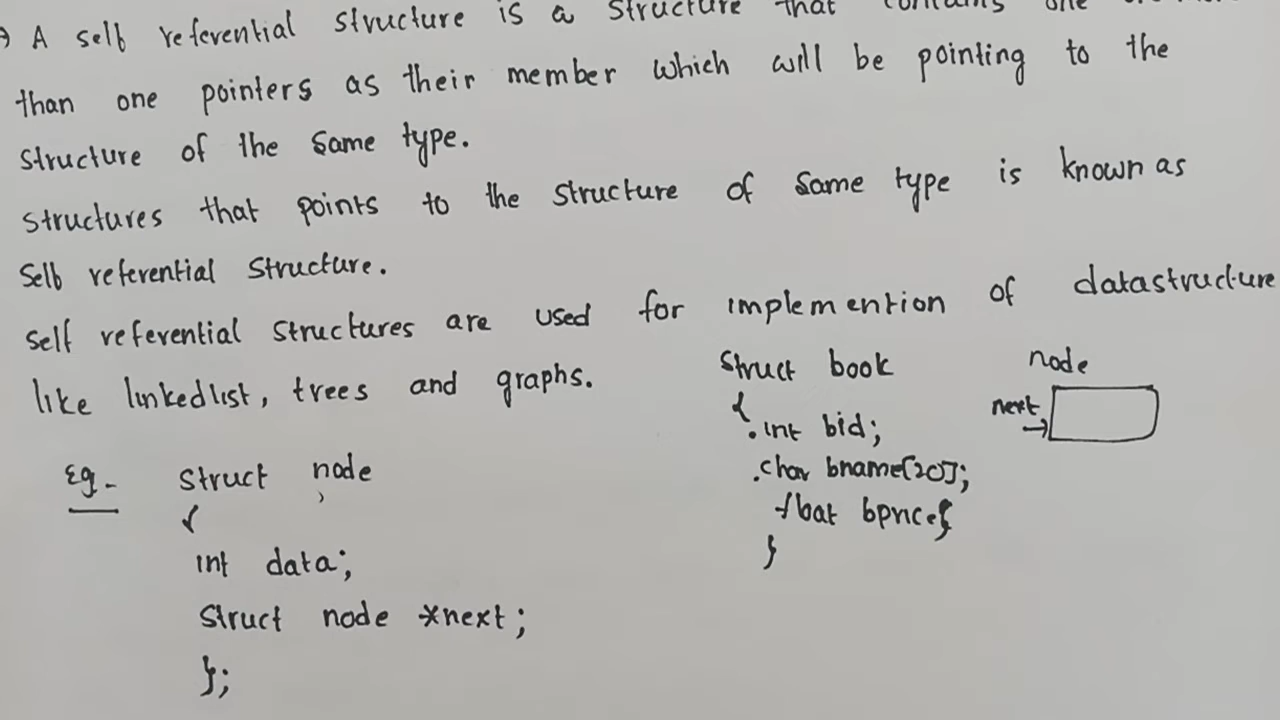 → A self referential structure is a structure that contains one
than one pointers as their member which will be pointing to the
structure of the same type.
structures that points to the structure of same type is known as
Self referential structure.
self referential structures are used for implemention of datastructure
like linkedlist, trees and graphs.
Eg- struct node
{
int data;
struct node *next;
};
struct book
{
.int bid;
.char bname[20];
float bprice;
}
node
next
→